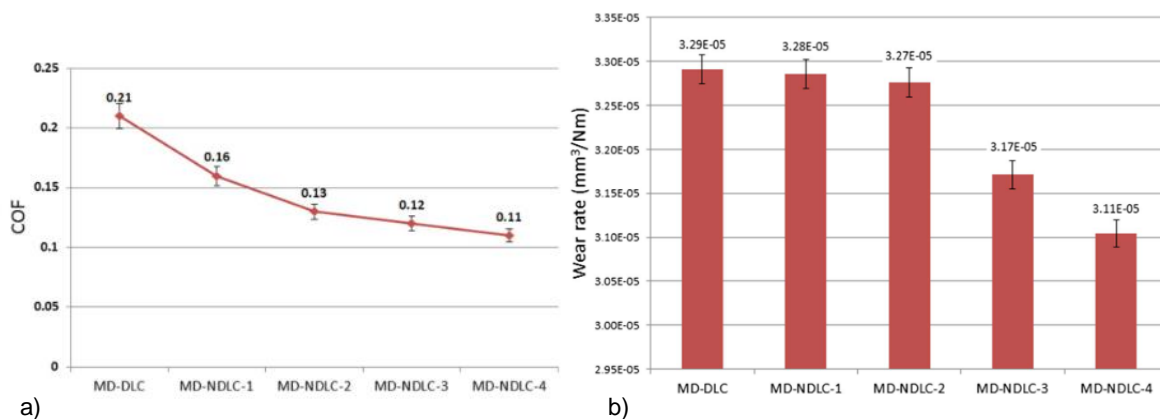 0.25
0.2
0.15
0.1
0.05
0
COF
0.21
0.16
0.13
0.12
0.11
MD-DLC
MD-NDLC-1
MD-NDLC-2
MD-NDLC-3
MD-NDLC-4
a)
3.35E-05
3.30E-05
3.25E-05
3.20E-05
3.15E-05
3.10E-05
3.05E-05
3.00E-05
2.95E-05
Wear rate (mm³/Nm)
3.29E-05
3.28E-05
3.27E-05
3.17E-05
3.11E-05
MD-DLC
MD-NDLC-1
MD-NDLC-2
MD-NDLC-3
MD-NDLC-4
b)